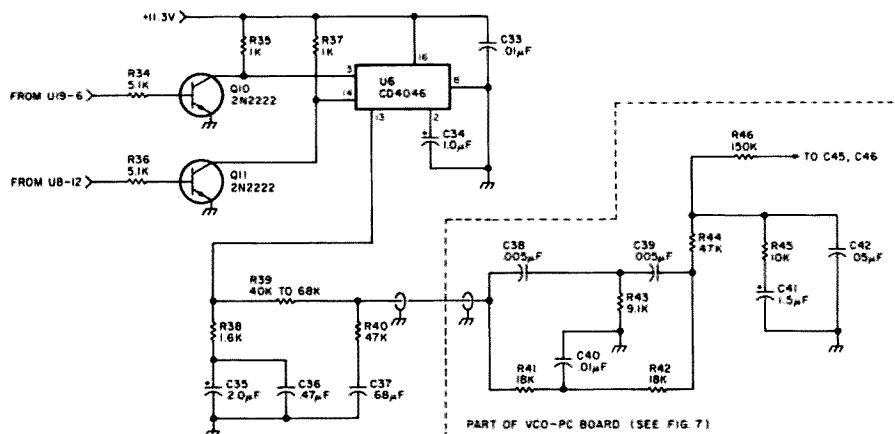 +11.3V
R35
1K
R37
1K
C33
.01µF
16
R34
5.1K
3
U6
CD4046
8
FROM U19-6
Q10
2N2222
14
13
2
C34
1.0µF
+
R36
5.1K
FROM U8-12
Q11
2N2222
R46
150K
TO C45, C46
C38
.005µF
C39
.005µF
R44
47K
R45
10K
C42
.05µF
R39
40K TO 68K
R43
9.1K
+
C41
1.5µF
R38
1.6K
R40
47K
C40
.01µF
R41
18K
R42
18K
+
C35
2.0µF
C36
.47µF
C37
.68µF
PART OF VCO-PC BOARD (SEE FIG. 7)